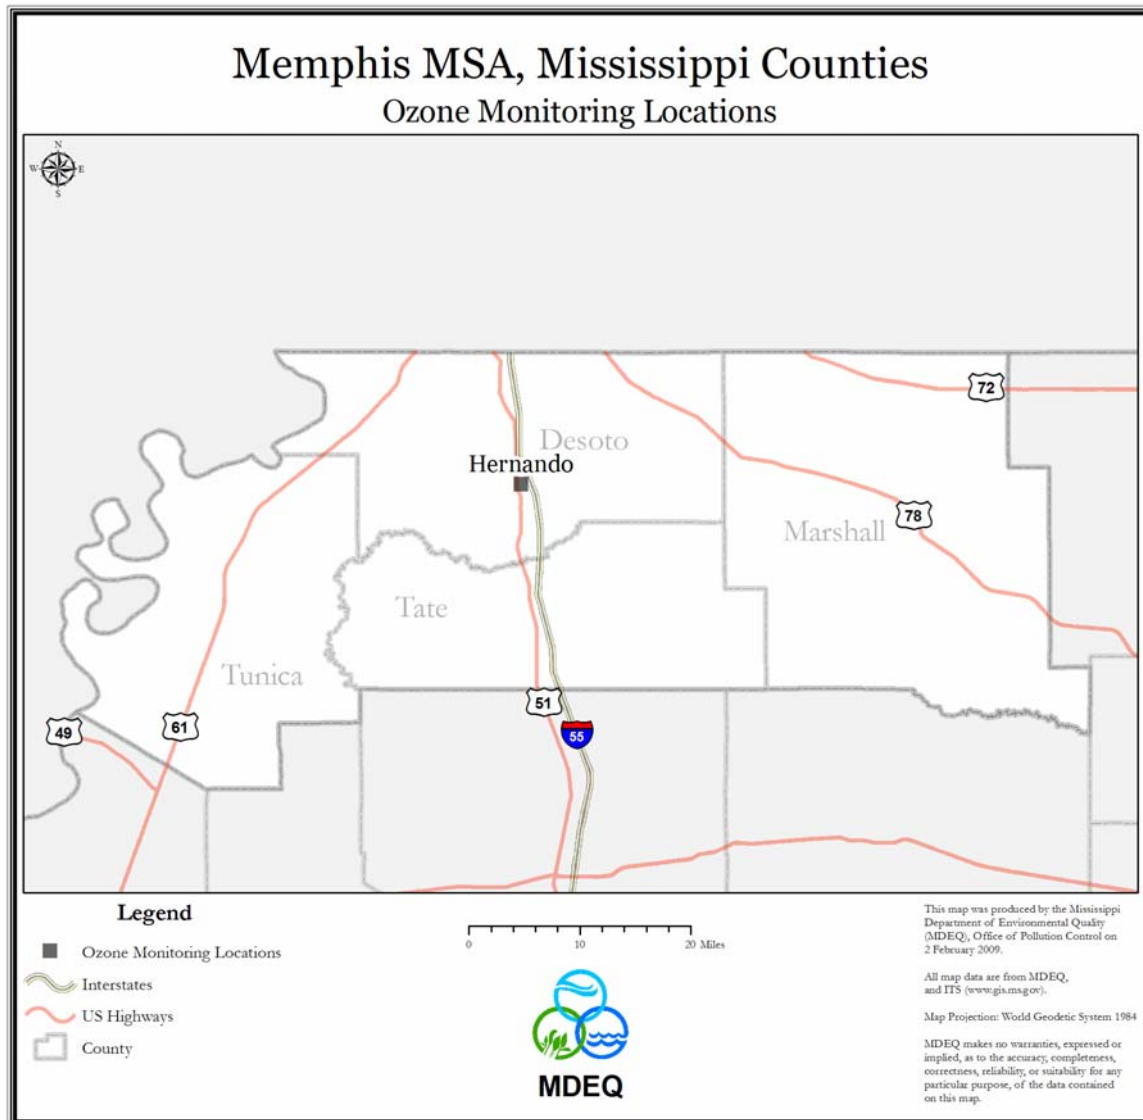 Memphis MSA, Mississippi Counties
Ozone Monitoring Locations
N
W E
S
72
Desoto
Hernando
78
Marshall
Tate
Tunica
51
61
49
55
Legend
Ozone Monitoring Locations
Interstates
US Highways
County
0 10 20 Miles
MDEQ
This map was produced by the Mississippi
Department of Environmental Quality
(MDEQ), Office of Pollution Control on
2 February 2009.
All map data are from MDEQ,
and ITS (www.gis.ms.gov).
Map Projection: World Geodetic System 1984
MDEQ makes no warranties, expressed or
implied, as to the accuracy, completeness,
correctness, reliability, or suitability for any
particular purpose, of the data contained
on this map.